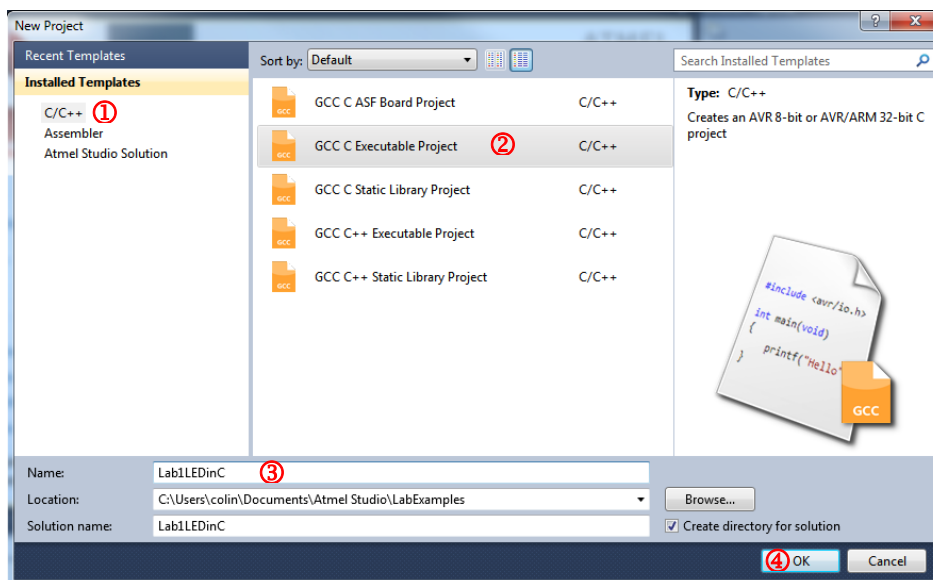 New Project
Recent Templates
Installed Templates
C/C++ ①
Assembler
Atmel Studio Solution
Sort by: Default
GCC C ASF Board Project C/C++
GCC C Executable Project ② C/C++
GCC C Static Library Project C/C++
GCC C++ Executable Project C/C++
GCC C++ Static Library Project C/C++
GCC
GCC
GCC
GCC
GCC
Search Installed Templates
Type: C/C++
Creates an AVR 8-bit or AVR/ARM 32-bit C
project
#include <avr/io.h>
int main(void)
{
printf("Hello"
}
GCC
Name: Lab1LEDinC ③
Location: C:\Users\colin\Documents\Atmel Studio\LabExamples Browse...
Solution name: Lab1LEDinC Create directory for solution
④ OK Cancel